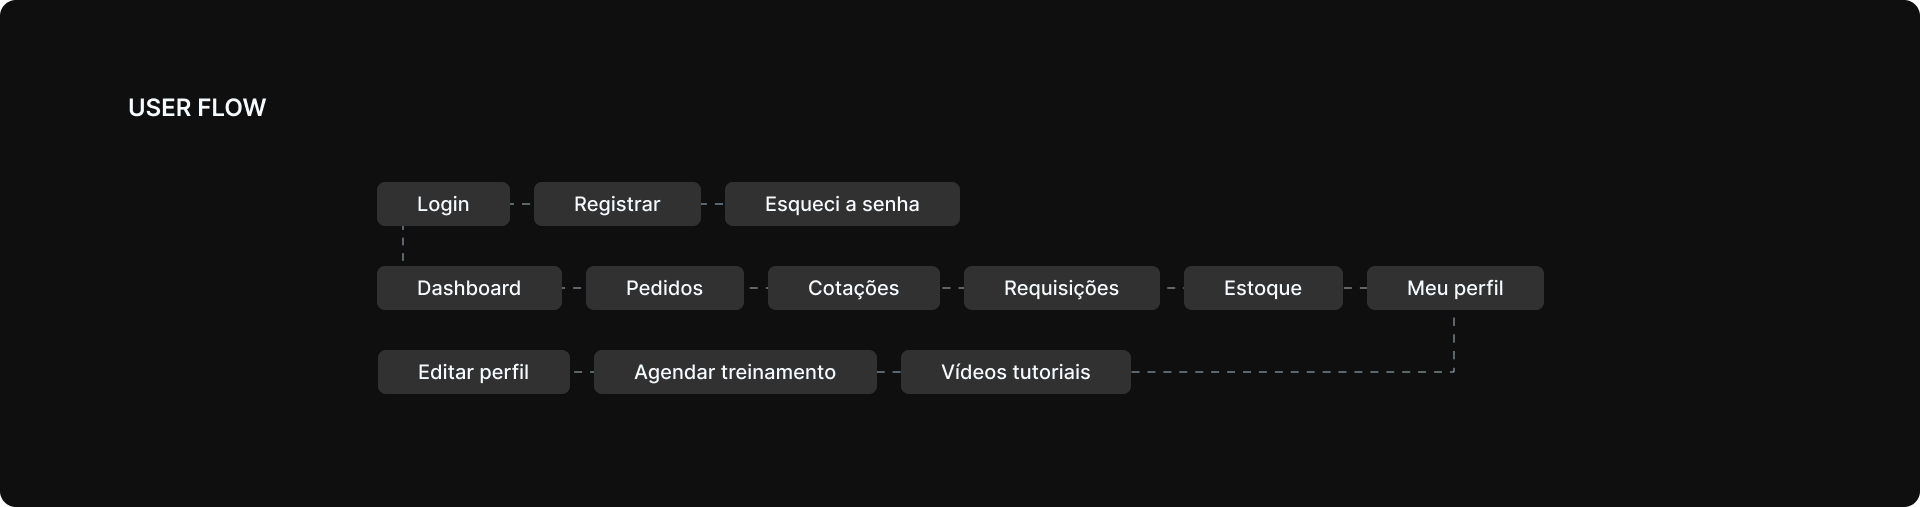 USER FLOW
Login Registrar Esqueci a senha
Dashboard Pedidos Cotações Requisições Estoque Meu perfil
Editar perfil Agendar treinamento Vídeos tutoriais